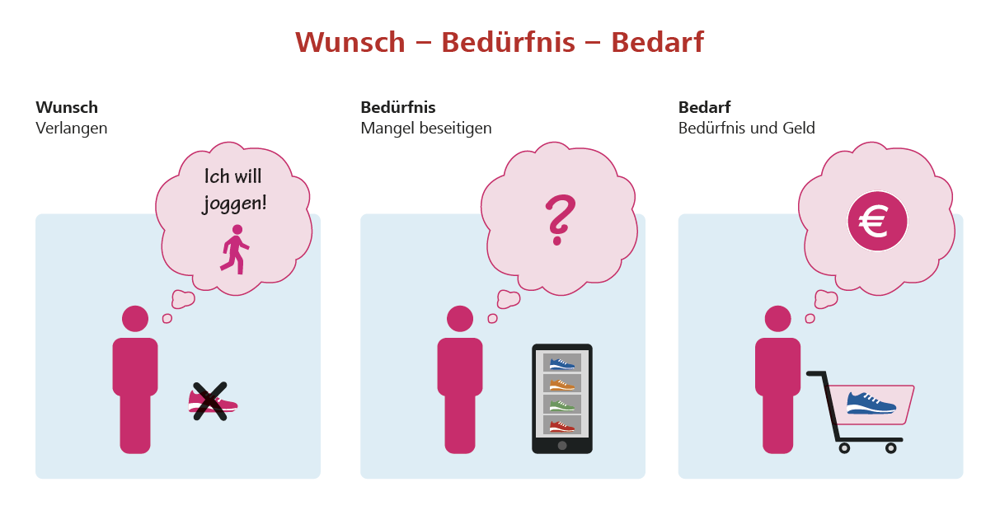 Wunsch – Bedürfnis – Bedarf
Wunsch
Verlangen
Ich will
joggen!
Bedürfnis
Mangel beseitigen
?
Bedarf
Bedürfnis und Geld
€